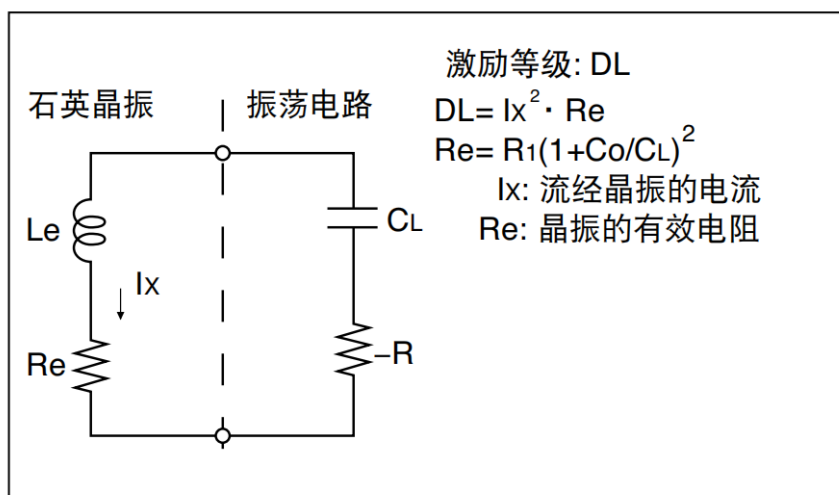 激励等级: DL
石英晶振 振荡电路
DL= Ix²· Re
Re= R1(1+Co/CL)²
Ix: 流经晶振的电流
Re: 晶振的有效电阻
Le
CL
Ix
Re
–R